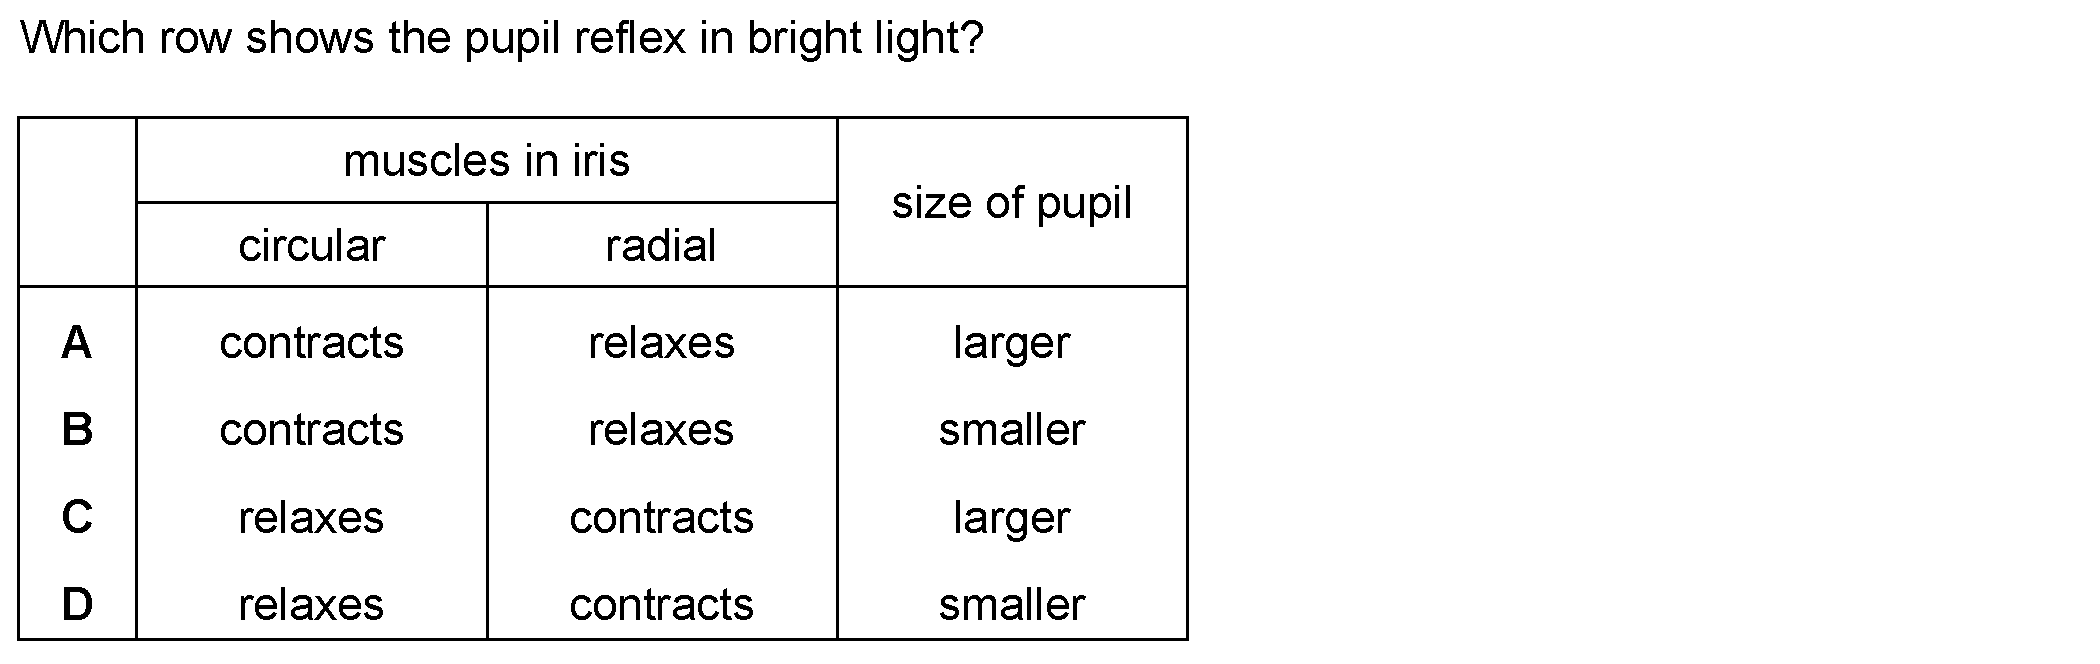 Which row shows the pupil reflex in bright light?
muscles in iris
size of pupil
circular radial
A contracts relaxes larger
B contracts relaxes smaller
C relaxes contracts larger
D relaxes contracts smaller